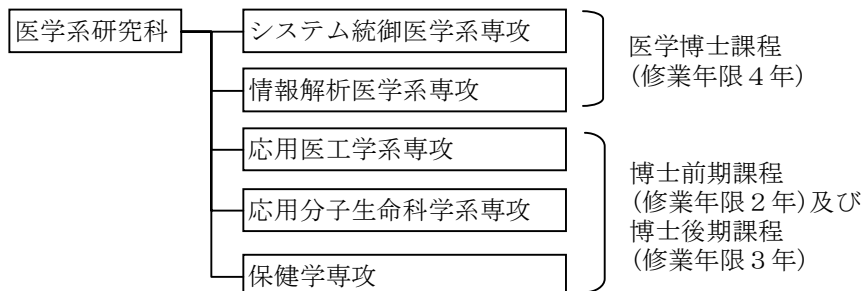 医学系研究科
システム統御医学系専攻
情報解析医学系専攻
医学博士課程
(修業年限４年)
応用医工学系専攻
応用分子生命科学系専攻
保健学専攻
博士前期課程
(修業年限２年)及び
博士後期課程
(修業年限３年)